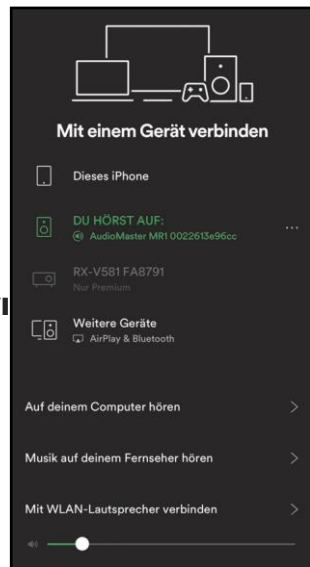 Mit einem Gerät verbinden
Dieses iPhone
DU HÖRST AUF:
AudioMaster MR1 0022613e96cc
RX-V581 FA8791
Nur Premium
Weitere Geräte
AirPlay & Bluetooth
Auf deinem Computer hören
Musik auf deinem Fernseher hören
Mit WLAN-Lautsprecher verbinden